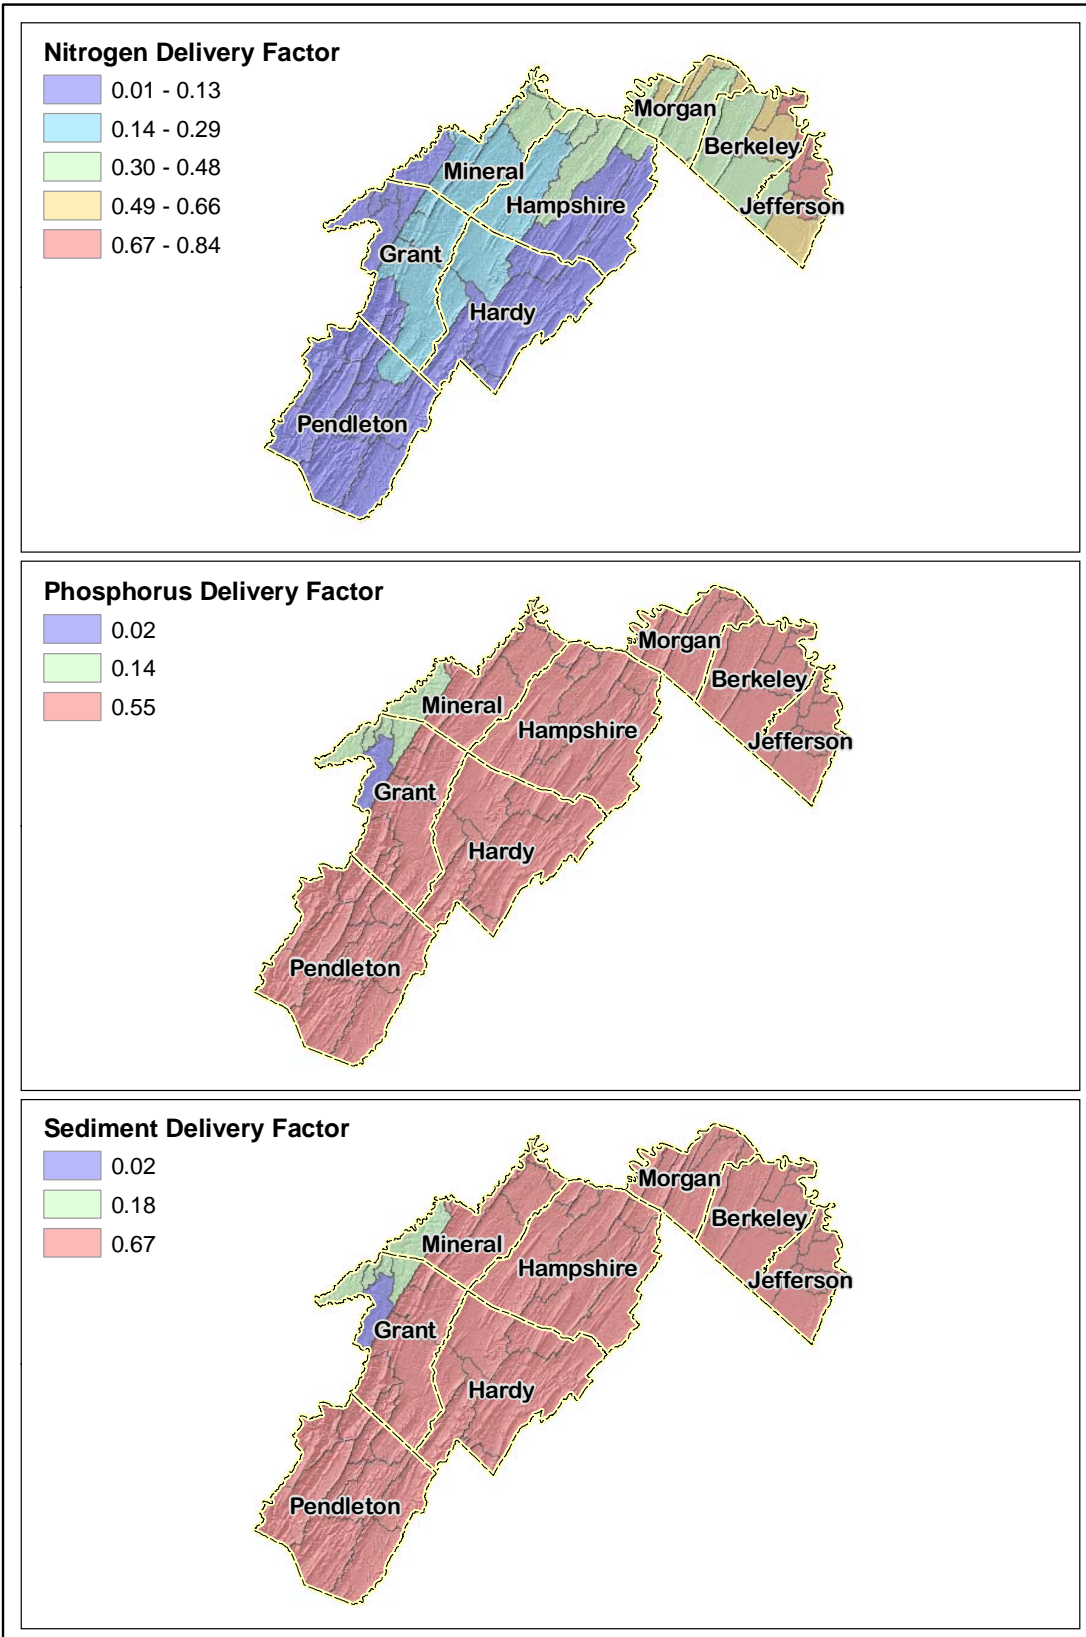 Nitrogen Delivery Factor
0.01 - 0.13
0.14 - 0.29
0.30 - 0.48
0.49 - 0.66
0.67 - 0.84
Morgan
Berkeley
Mineral
Hampshire
Jefferson
Grant
Hardy
Pendleton
Phosphorus Delivery Factor
0.02
0.14
0.55
Morgan
Berkeley
Mineral
Hampshire
Jefferson
Grant
Hardy
Pendleton
Sediment Delivery Factor
0.02
0.18
0.67
Morgan
Berkeley
Mineral
Hampshire
Jefferson
Grant
Hardy
Pendleton